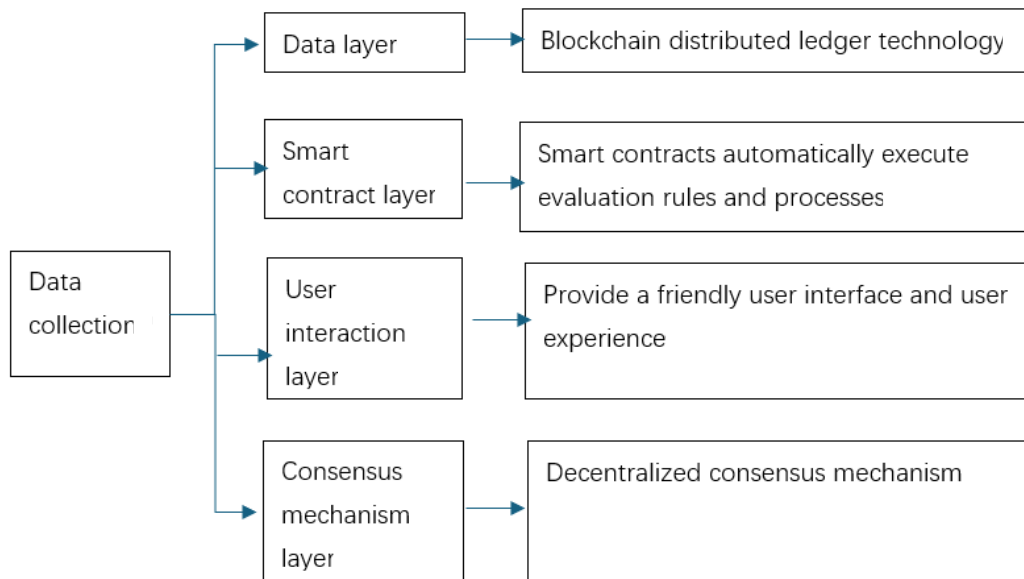 Data layer
Blockchain distributed ledger technology
Smart
contract layer
Smart contracts automatically execute
evaluation rules and processes
Data
collection
User
interaction
layer
Provide a friendly user interface and user
experience
Consensus
mechanism
layer
Decentralized consensus mechanism